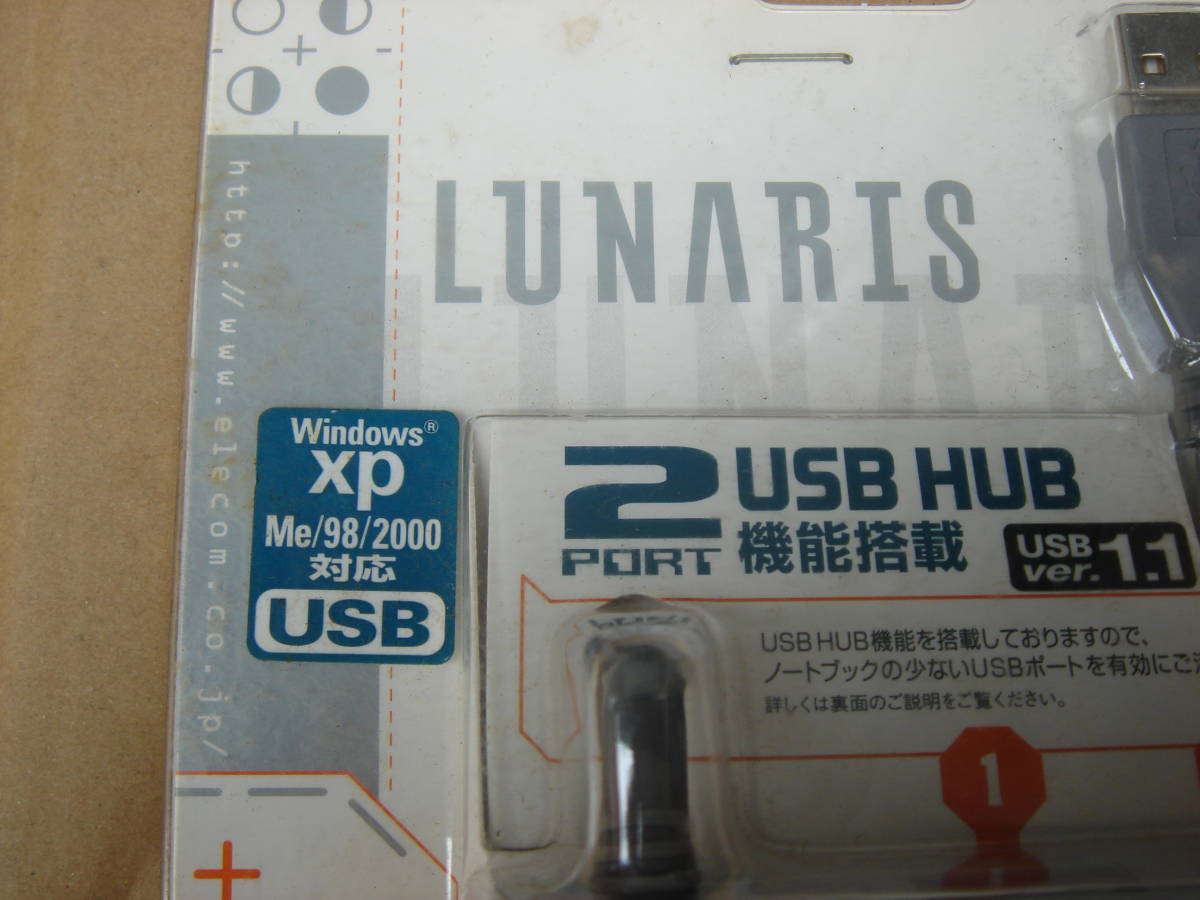 LUNARIS
http://www.elecom.co.jp/
Windows®
xp
Me/98/2000
対応
USB
2
PORT
USB HUB
機能搭載
USB
ver. 1.1
USB HUB機能を搭載しておりますので、
ノートブックの少ないUSBポートを有効にご
詳しくは裏面のご説明をご覧ください。
1